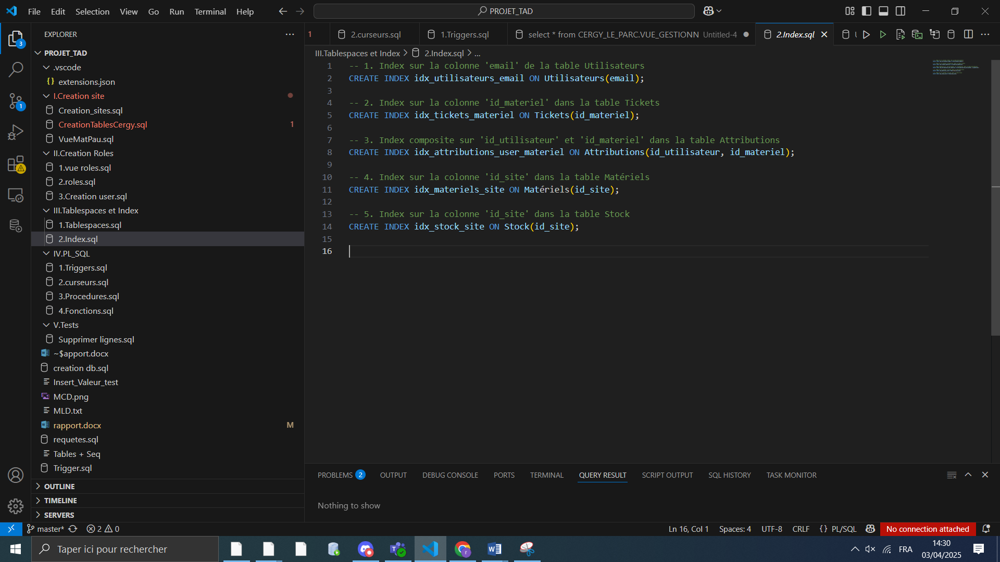 File Edit Selection View Go Run Terminal Help
PROJET_TAD
EXPLORER
PROJET_TAD
.vscode
extensions.json
I.Creation site
Creation_sites.sql
CreationTablesCergy.sql 1
VueMatPau.sql
II.Creation Roles
1.vue roles.sql
2.roles.sql
3.Creation user.sql
III.Tablespaces et Index
1.Tablespaces.sql
2.Index.sql
IV.PL_SQL
1.Triggers.sql
2.curseurs.sql
3.Procedures.sql
4.Fonctions.sql
V.Tests
Supprimer lignes.sql
~$apport.docx
creation db.sql
Insert_Valeur_test
MCD.png
MLD.txt
rapport.docx M
requetes.sql
Tables + Seq
Trigger.sql
OUTLINE
TIMELINE
SERVERS
3
1
1 2.curseurs.sql 1.Triggers.sql select * from CERGY_LE_PARC.VUE_GESTIONN Untitled-4 2.Index.sql
III.Tablespaces et Index > 2.Index.sql > ...
1 -- 1. Index sur la colonne 'email' de la table Utilisateurs
2 CREATE INDEX idx_utilisateurs_email ON Utilisateurs(email);
3
4 -- 2. Index sur la colonne 'id_materiel' dans la table Tickets
5 CREATE INDEX idx_tickets_materiel ON Tickets(id_materiel);
6
7 -- 3. Index composite sur 'id_utilisateur' et 'id_materiel' dans la table Attributions
8 CREATE INDEX idx_attributions_user_materiel ON Attributions(id_utilisateur, id_materiel);
9
10 -- 4. Index sur la colonne 'id_site' dans la table Matériels
11 CREATE INDEX idx_materiels_site ON Matériels(id_site);
12
13 -- 5. Index sur la colonne 'id_site' dans la table Stock
14 CREATE INDEX idx_stock_site ON Stock(id_site);
15
16
PROBLEMS 2 OUTPUT DEBUG CONSOLE PORTS TERMINAL QUERY RESULT SCRIPT OUTPUT SQL HISTORY TASK MONITOR
Nothing to show
master* 2 0 Ln 16, Col 1 Spaces: 4 UTF-8 CRLF {} PL/SQL No connection attached
Taper ici pour rechercher
FRA
14:30
03/04/2025